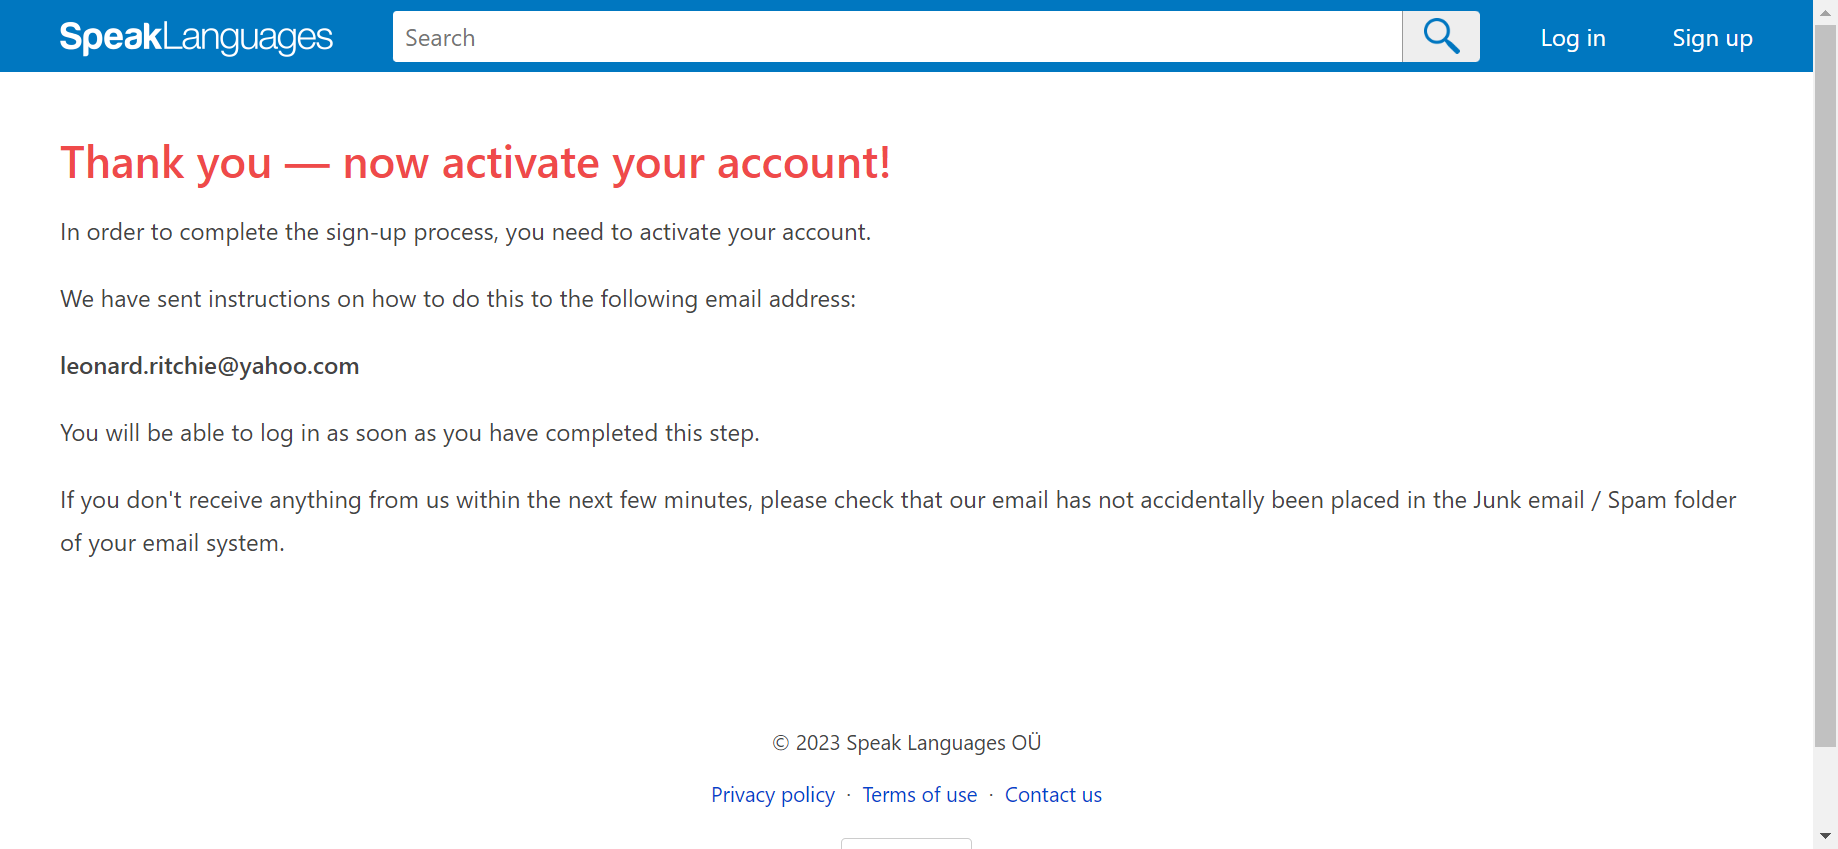 SpeakLanguages
Search
Log in
Sign up
Thank you — now activate your account!
In order to complete the sign-up process, you need to activate your account.
We have sent instructions on how to do this to the following email address:
leonard.ritchie@yahoo.com
You will be able to log in as soon as you have completed this step.
If you don't receive anything from us within the next few minutes, please check that our email has not accidentally been placed in the Junk email / Spam folder
of your email system.
© 2023 Speak Languages OÜ
Privacy policy · Terms of use · Contact us